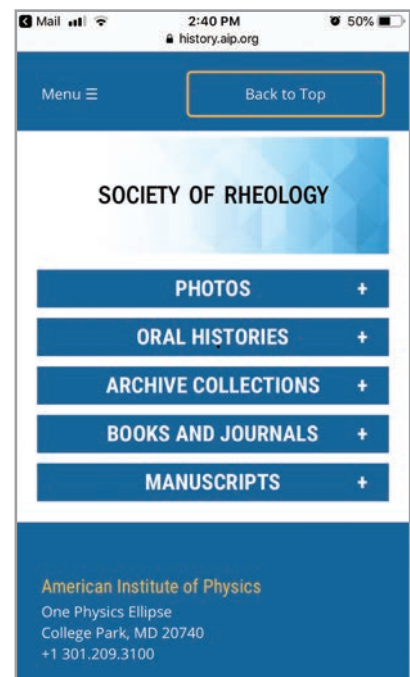 Mail 2:40 PM 50%
history.aip.org
Menu ☰ Back to Top
SOCIETY OF RHEOLOGY
PHOTOS +
ORAL HISTORIES +
ARCHIVE COLLECTIONS +
BOOKS AND JOURNALS +
MANUSCRIPTS +
American Institute of Physics
One Physics Ellipse
College Park, MD 20740
+1 301.209.3100